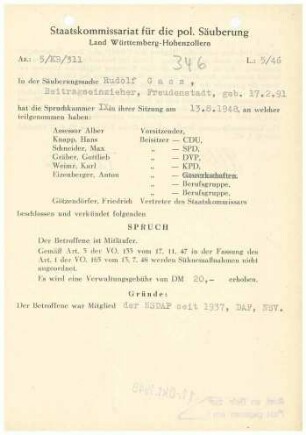 Staatskommissariat für die pol. Säuberung
Land Württemberg-Hohenzollern
Az.: 5/KB/311
346
L.: 5/46
In der Säuberungssache Rudolf Gass,
Beitragseinzieher, Freudenstadt, geb. 17.2.91
hat die Spruchkammer IX in ihrer Sitzung am 13.8.1948, an welcher
teilgenommen haben:
Assessor Alber Vorsitzender,
Knapp, Hans Beisitzer — CDU,
Schneider, Max „ — SPD,
Gräber, Gottlieb „ — DVP,
Weimer, Karl „ — KPD,
Eizenberger, Anton „ — Gewerkschaften,
„ — Berufsgruppe,
„ — Berufsgruppe,
Götzendörfer, Friedrich Vertreter des Staatskommissars
beschlossen und verkündet folgenden
SPRUCH
Der Betroffene ist Mitläufer.
Gemäß Art. 3 der VO. 133 vom 17. 11. 47 in der Fassung des
Art. 1 der VO. 165 vom 13. 7. 48 werden Sühnemaßnahmen nicht
angeordnet.
Es wird eine Verwaltungsgebühr von DM 20,- erhoben.
Gründe:
Der Betroffene war Mitglied der NSDAP seit 1937, DAF, NSV.